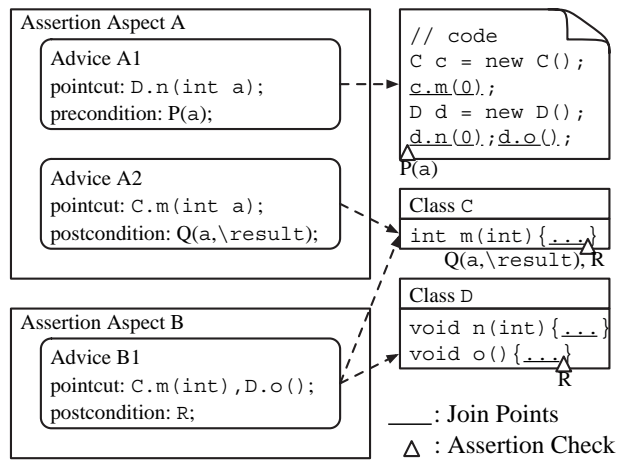 Assertion Aspect A
Advice A1
pointcut: D.n(int a);
precondition: P(a);
Advice A2
pointcut: C.m(int a);
postcondition: Q(a,\result);
Assertion Aspect B
Advice B1
pointcut: C.m(int),D.o();
postcondition: R;
// code
C c = new C();
c.m(0);
D d = new D();
d.n(0);d.o();
P(a)
Class C
int m(int){...}
Q(a,\result), R
Class D
void n(int){...}
void o(){...}
R
: Join Points
: Assertion Check